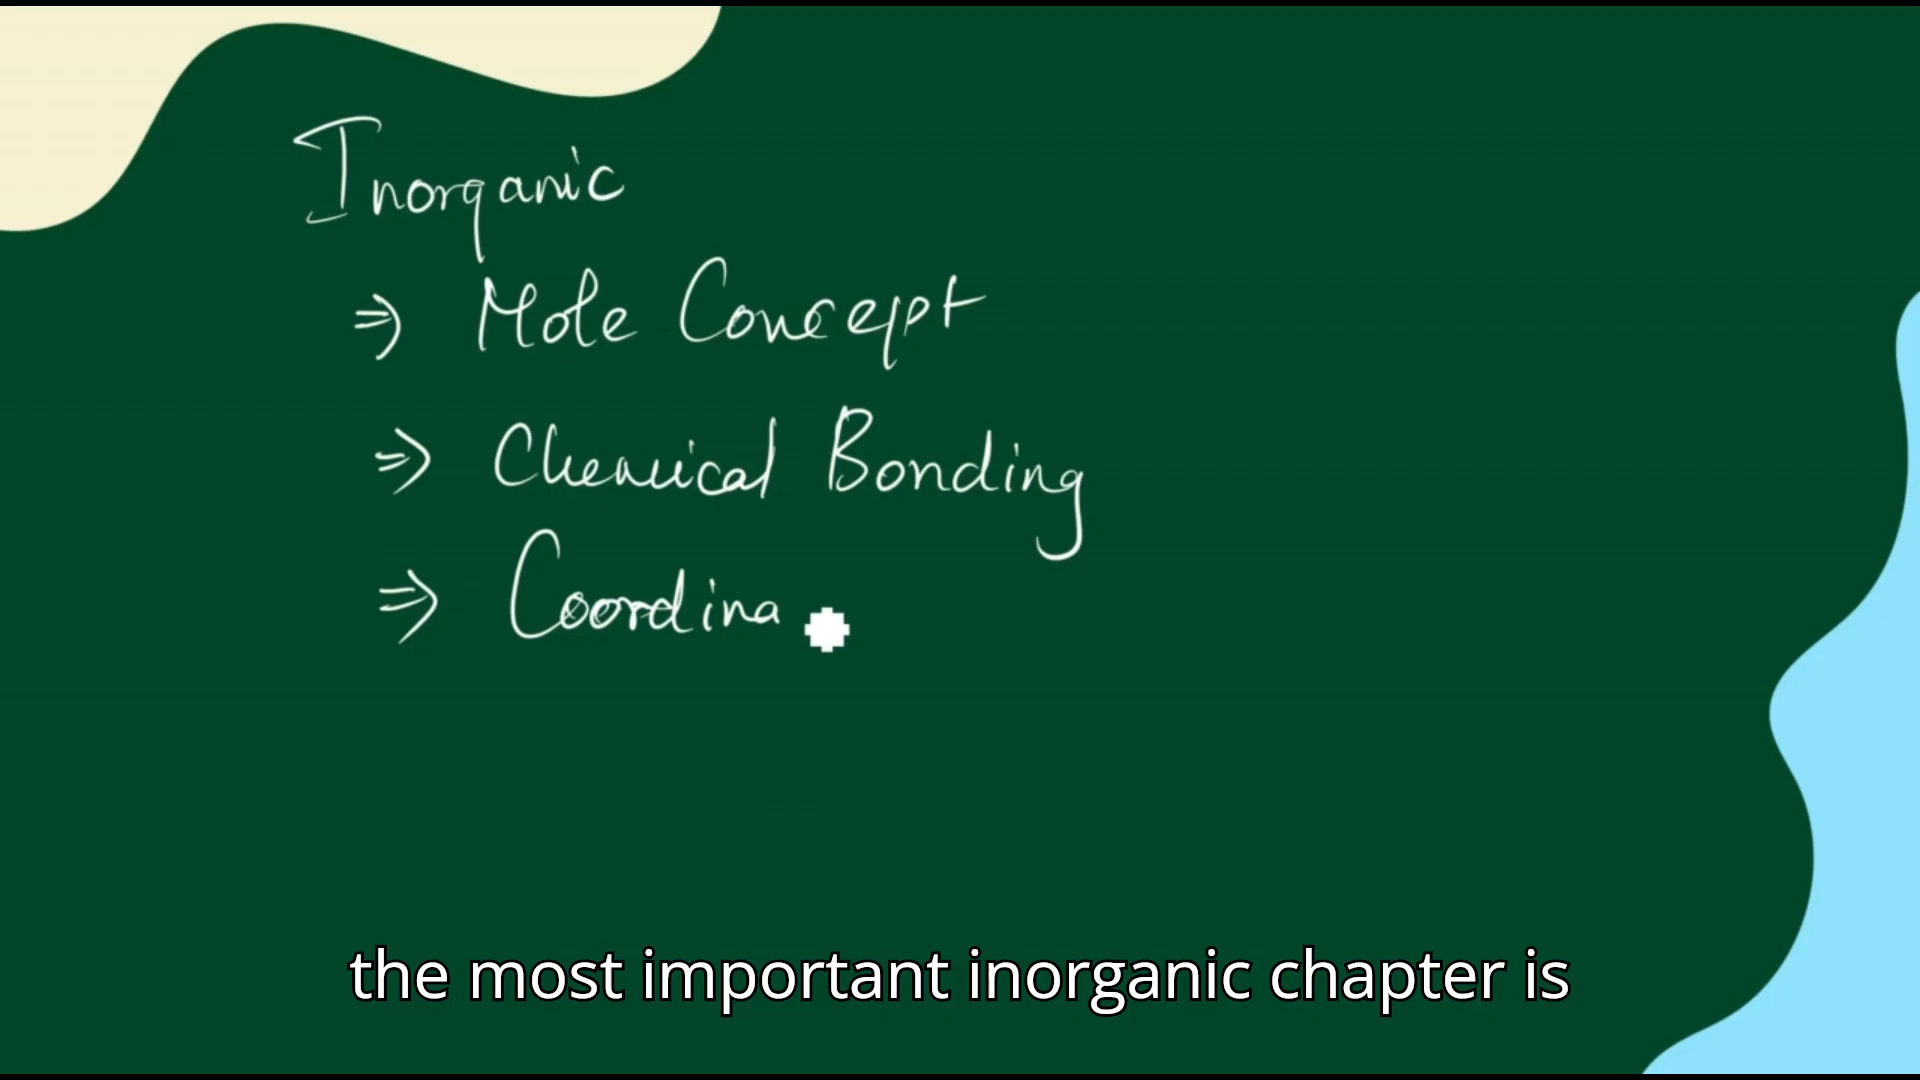 Inorganic
⇒ Mole Concept
⇒ Chemical Bonding
⇒ Coordina
the most important inorganic chapter is